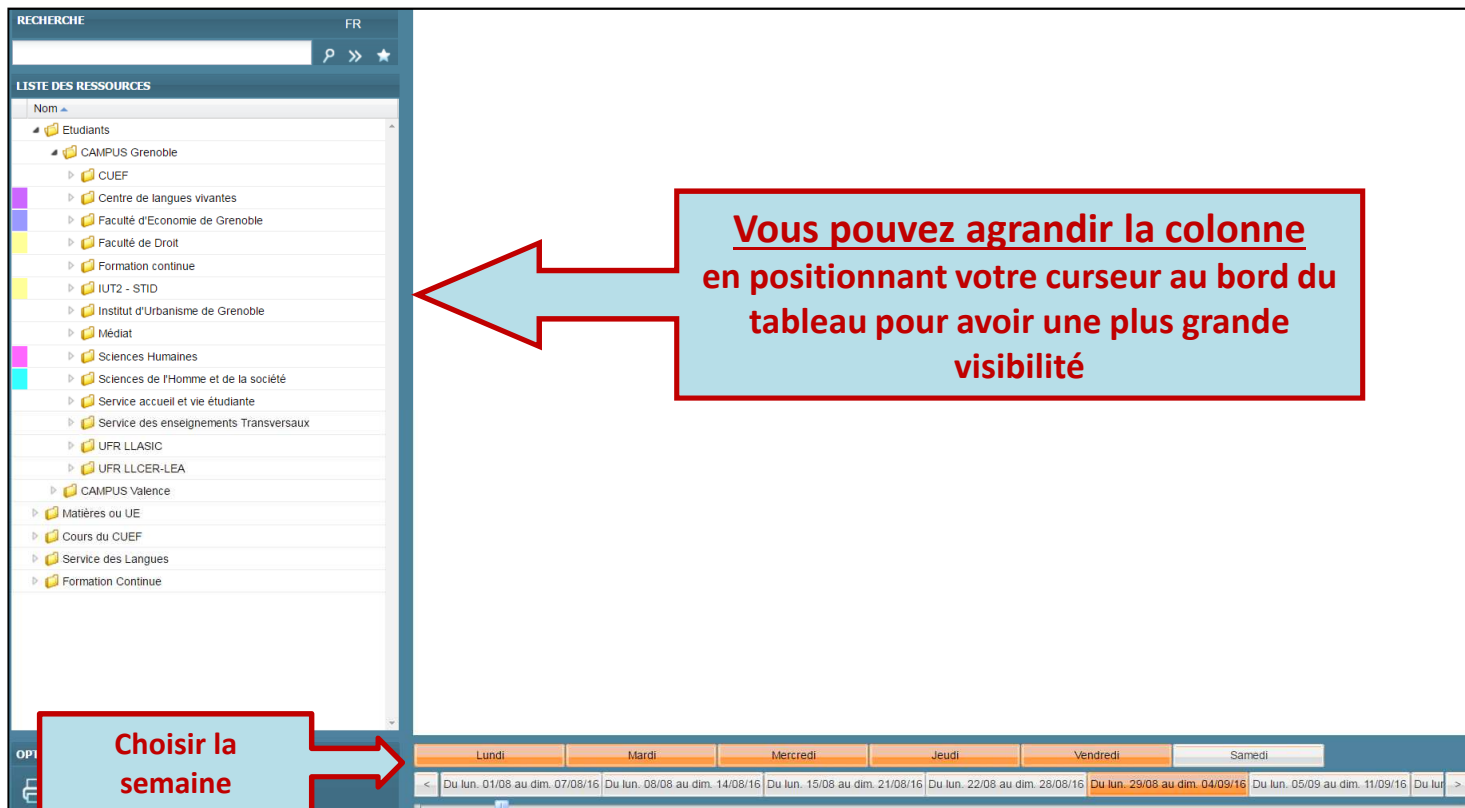 RECHERCHE
FR
LISTE DES RESSOURCES
Nom
Etudiants
CAMPUS Grenoble
CUEF
Centre de langues vivantes
Faculté d'Economie de Grenoble
Faculté de Droit
Formation continue
IUT2 - STID
Institut d'Urbanisme de Grenoble
Médiat
Sciences Humaines
Sciences de l'Homme et de la société
Service accueil et vie étudiante
Service des enseignements Transversaux
UFR LLASIC
UFR LLCER-LEA
CAMPUS Valence
Matières ou UE
Cours du CUEF
Service des Langues
Formation Continue
Vous pouvez agrandir la colonne
en positionnant votre curseur au bord du
tableau pour avoir une plus grande
visibilité
Choisir la
semaine
OPT
Lundi Mardi Mercredi Jeudi Vendredi Samedi
< Du lun. 01/08 au dim. 07/08/16 Du lun. 08/08 au dim. 14/08/16 Du lun. 15/08 au dim. 21/08/16 Du lun. 22/08 au dim. 28/08/16 Du lun. 29/08 au dim. 04/09/16 Du lun. 05/09 au dim. 11/09/16 Du lur >